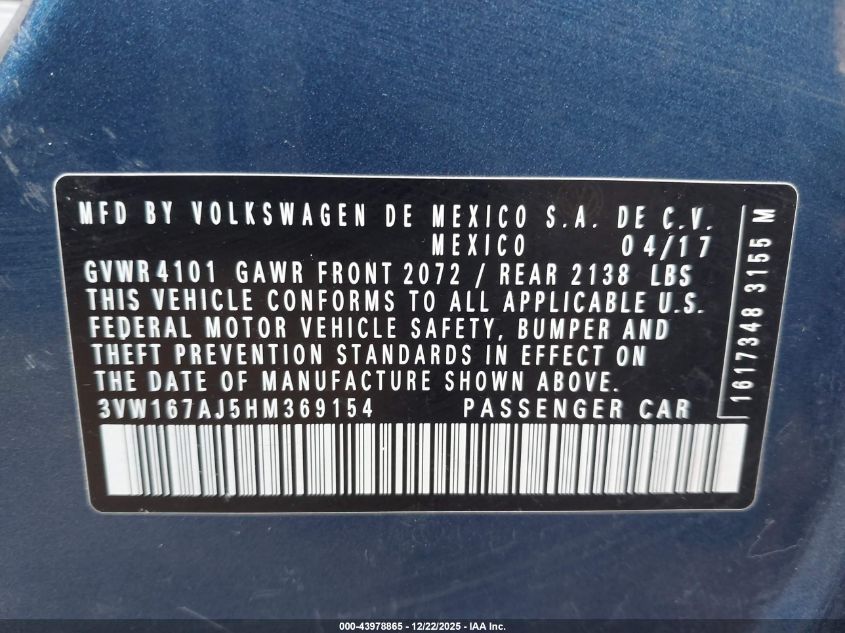 MFD BY VOLKSWAGEN DE MEXICO S.A. DE C.V.
MEXICO 04/17
GVWR 4101 GAWR FRONT 2072 / REAR 2138 LBS
THIS VEHICLE CONFORMS TO ALL APPLICABLE U.S.
FEDERAL MOTOR VEHICLE SAFETY, BUMPER AND
THEFT PREVENTION STANDARDS IN EFFECT ON
THE DATE OF MANUFACTURE SHOWN ABOVE.
3VW167AJ5HM369154 PASSENGER CAR
1617348 3155 M
000-43978865 - 12/22/2025 - IAA Inc.